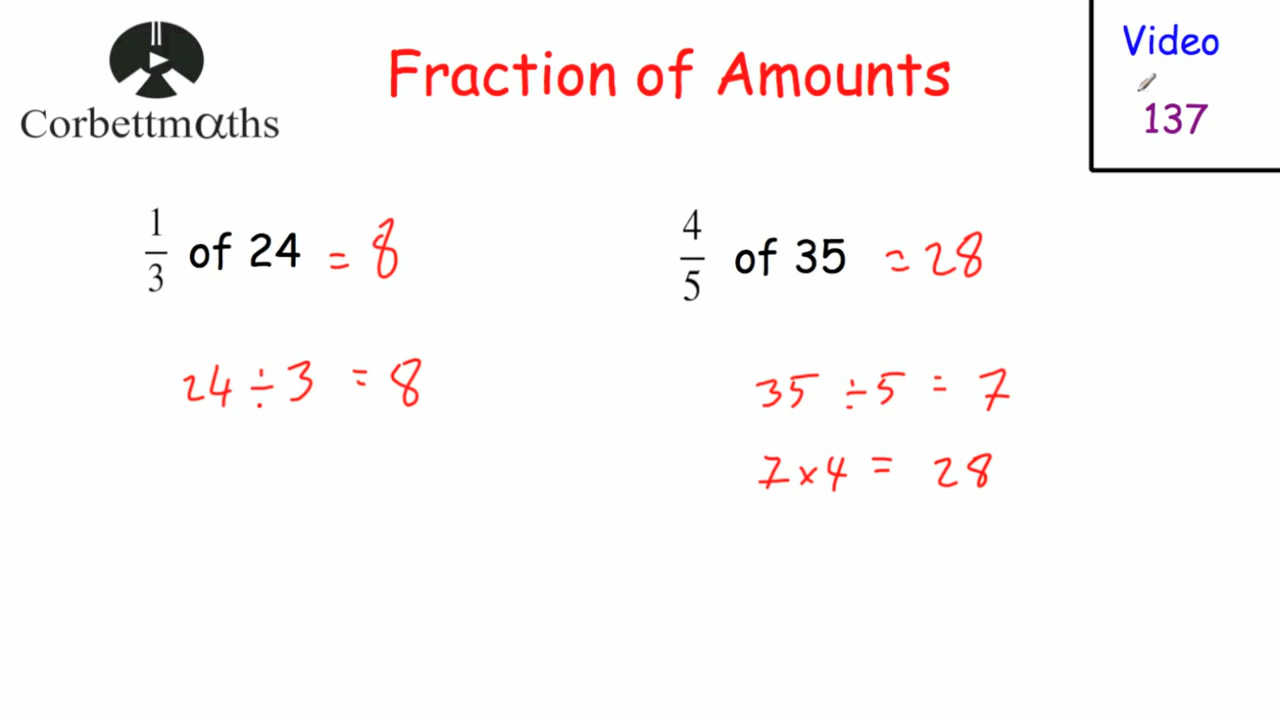 Corbettmαths
Fraction of Amounts
Video
137
1/3 of 24 = 8
24 ÷ 3 = 8
4/5 of 35 = 28
35 ÷ 5 = 7
7 × 4 = 28